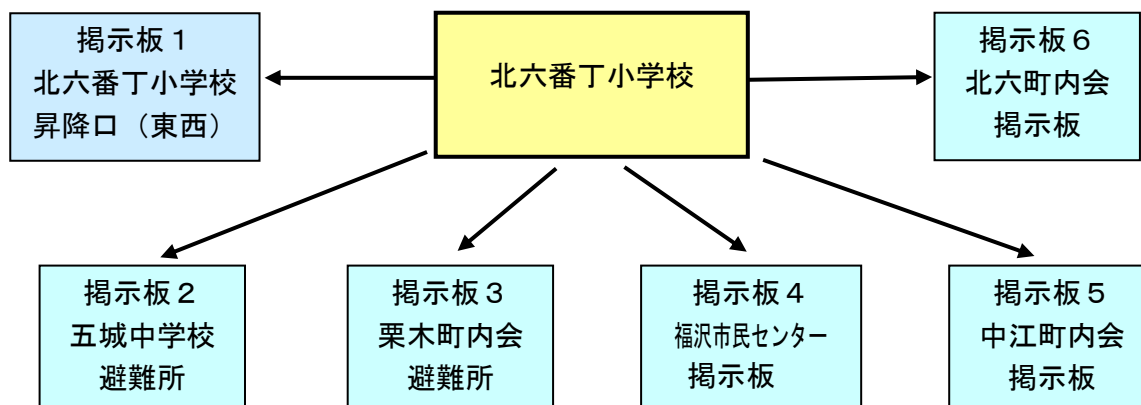 掲示板１
北六番丁小学校
昇降口（東西）
北六番丁小学校
掲示板６
北六町内会
掲示板
掲示板２
五城中学校
避難所
掲示板３
栗木町内会
避難所
掲示板４
福沢市民センター
掲示板
掲示板５
中江町内会
掲示板